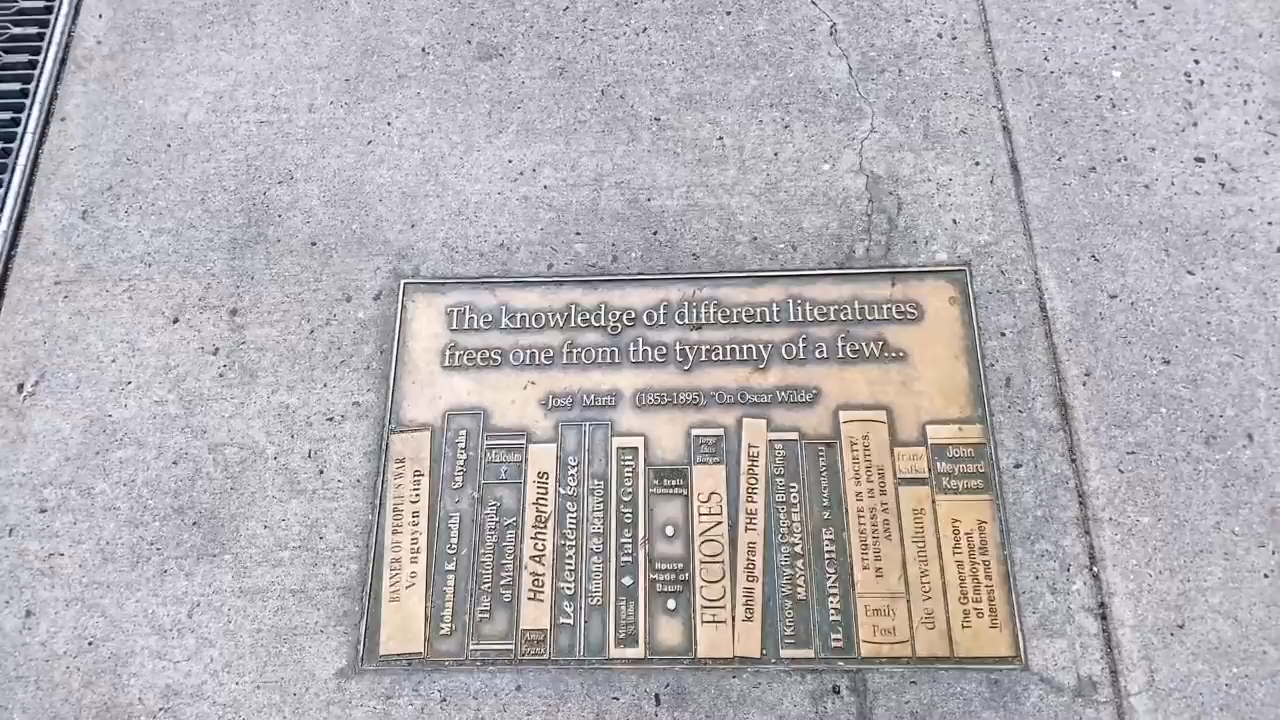 The knowledge of different literatures
frees one from the tyranny of a few...
-José Martí (1853-1895), "On Oscar Wilde"
BANNER OF PEOPLE'S WAR
Vo nguyên Giap
Mohandas K. Gandhi - Satyagraha
Malcolm
X
The Autobiography
of Malcolm X
Het Achterhuis
Anne
Frank
Le deuxième Sexe
Simone de Beauvoir
Murasaki
Shikibu
Tale of Genji
N. Scott
Momaday
House
Made of
Dawn
Jorge
Luis
Borges
FICCIONES
kahlil gibran THE PROPHET
I Know Why the Caged Bird Sings
MAYA ANGELOU
IL PRINCIPE N. MACHIAVELLI
ETIQUETTE IN SOCIETY,
IN BUSINESS, IN POLITICS,
AND AT HOME
Emily
Post
franz
kafka
die verwandlung
John
Meynard
Keynes
The General Theory
of Employment,
Interest and Money